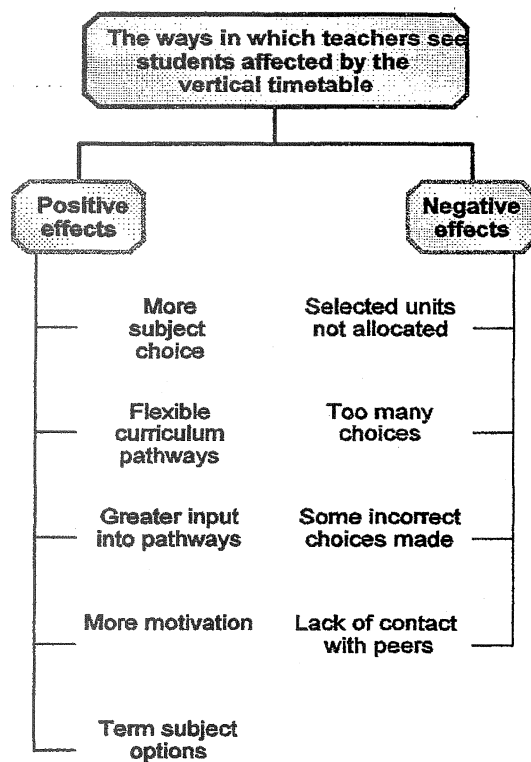 The ways in which teachers see
students affected by the
vertical timetable
Positive
effects
Negative
effects
More
subject
choice
Selected units
not allocated
Flexible
curriculum
pathways
Too many
choices
Greater input
into pathways
Some incorrect
choices made
More motivation
Lack of contact
with peers
Term subject
options